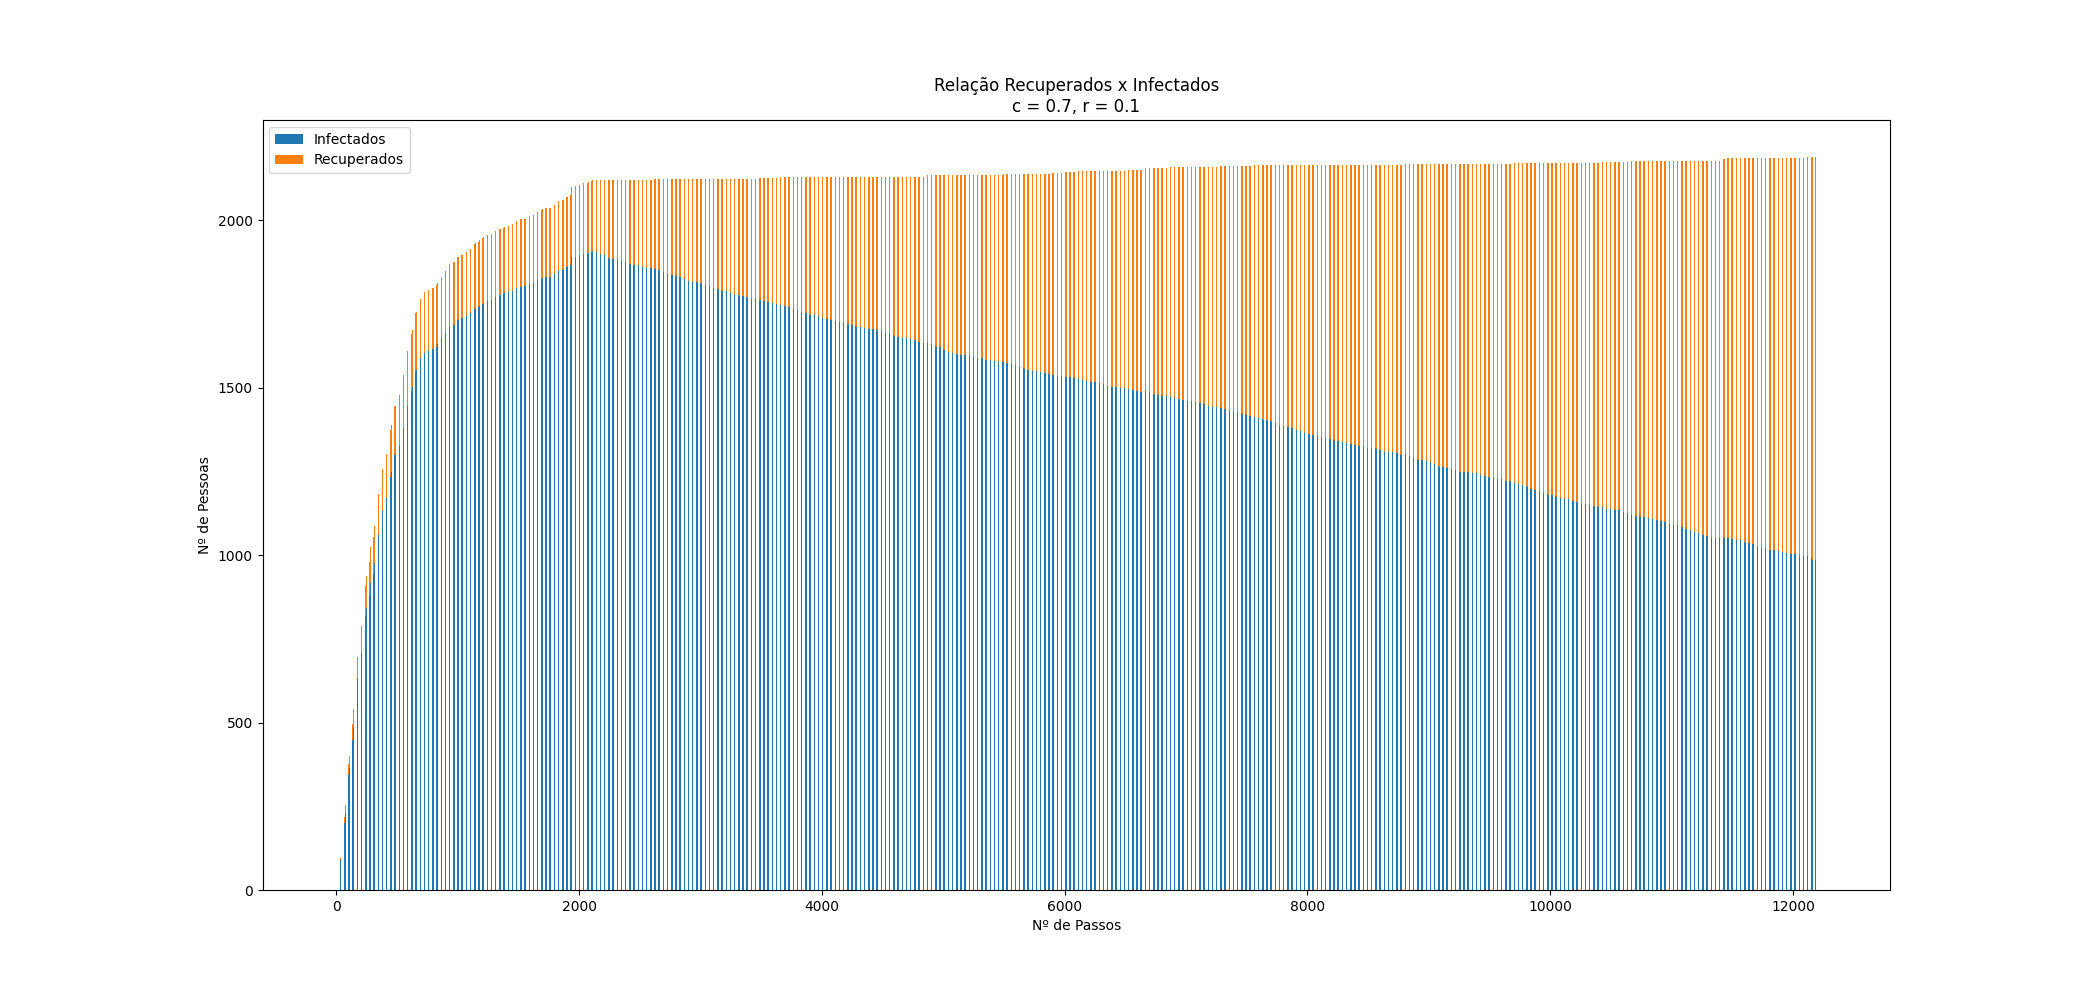 Relação Recuperados x Infectados
c = 0.7, r = 0.1
Infectados
Recuperados
Nº de Pessoas
2000
1500
1000
500
0
0 2000 4000 6000 8000 10000 12000
Nº de Passos